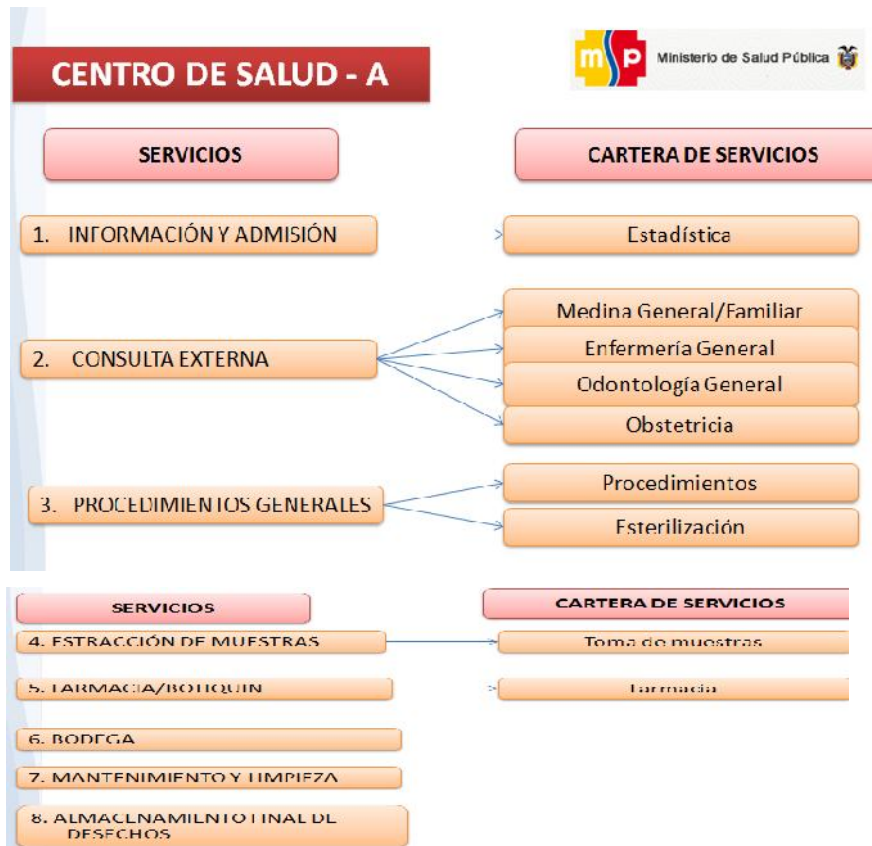 CENTRO DE SALUD - A
msp Ministerio de Salud Pública
SERVICIOS
CARTERA DE SERVICIOS
1. INFORMACIÓN Y ADMISIÓN
Estadística
2. CONSULTA EXTERNA
Medina General/Familiar
Enfermería General
Odontología General
Obstetricia
3. PROCEDIMIENTOS GENERALES
Procedimientos
Esterilización
SERVICIOS
CARTERA DE SERVICIOS
4. ESTRACCIÓN DE MUESTRAS
Toma de muestras
5. FARMACIA/BOTIQUIN
Farmacia
6. BODEGA
7. MANTENIMIENTO Y LIMPIEZA
8. ALMACENAMIENTO FINAL DE
DESECHOS